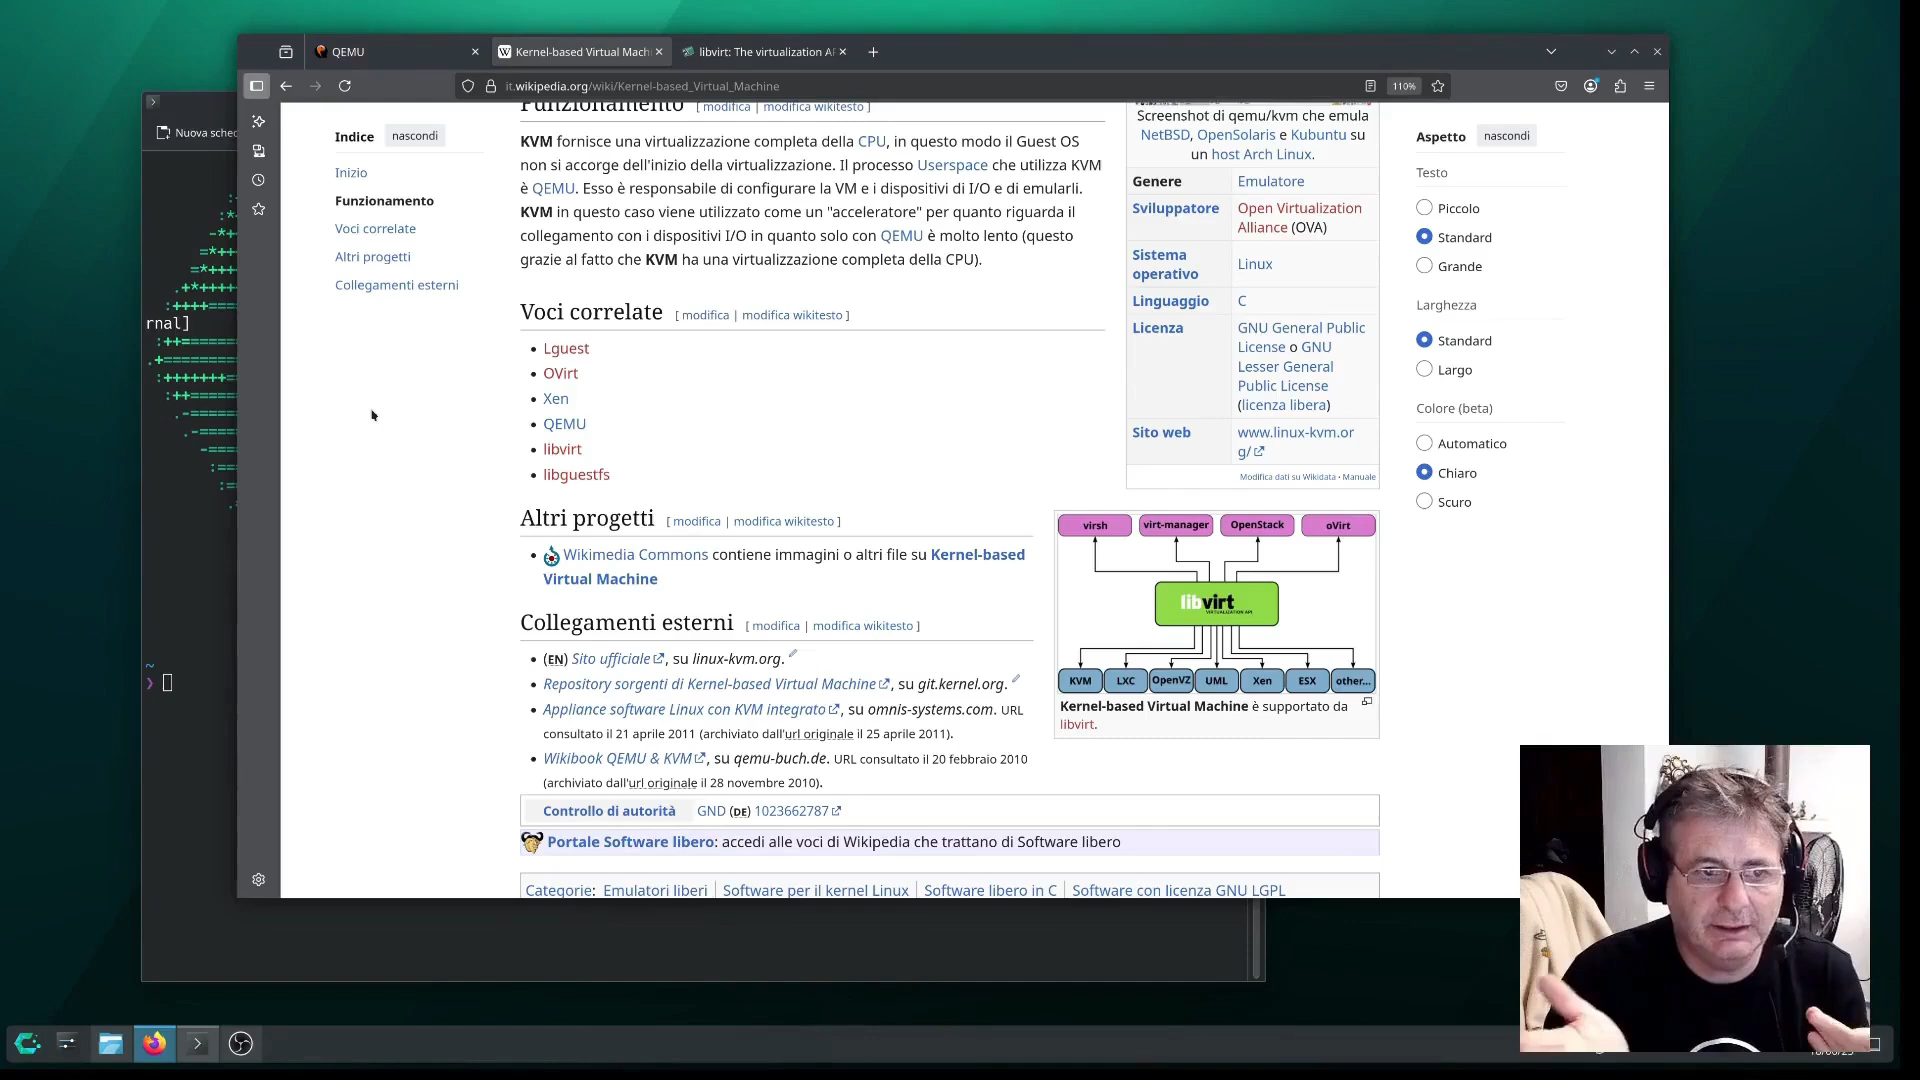 QEMU
Kernel-based Virtual Mach
libvirt: The virtualization AP
it.wikipedia.org/wiki/Kernel-based_Virtual_Machine
110%
Nuova sched
rnal]
Indice nascondi
Inizio
Funzionamento
Voci correlate
Altri progetti
Collegamenti esterni
Funzionamento [ modifica | modifica wikitesto ]
KVM fornisce una virtualizzazione completa della CPU, in questo modo il Guest OS
non si accorge dell'inizio della virtualizzazione. Il processo Userspace che utilizza KVM
è QEMU. Esso è responsabile di configurare la VM e i dispositivi di I/O e di emularli.
KVM in questo caso viene utilizzato come un "acceleratore" per quanto riguarda il
collegamento con i dispositivi I/O in quanto solo con QEMU è molto lento (questo
grazie al fatto che KVM ha una virtualizzazione completa della CPU).
Voci correlate [ modifica | modifica wikitesto ]
Lguest
OVirt
Xen
QEMU
libvirt
libguestfs
Altri progetti [ modifica | modifica wikitesto ]
Wikimedia Commons contiene immagini o altri file su Kernel-based
Virtual Machine
Collegamenti esterni [ modifica | modifica wikitesto ]
(EN) Sito ufficiale, su linux-kvm.org.
Repository sorgenti di Kernel-based Virtual Machine, su git.kernel.org.
Appliance software Linux con KVM integrato, su omnis-systems.com. URL
consultato il 21 aprile 2011 (archiviato dall'url originale il 25 aprile 2011).
Wikibook QEMU & KVM, su qemu-buch.de. URL consultato il 20 febbraio 2010
(archiviato dall'url originale il 28 novembre 2010).
Controllo di autorità GND (DE) 1023662787
Portale Software libero: accedi alle voci di Wikipedia che trattano di Software libero
Categorie: Emulatori liberi | Software per il kernel Linux | Software libero in C | Software con licenza GNU LGPL
Screenshot di qemu/kvm che emula
NetBSD, OpenSolaris e Kubuntu su
un host Arch Linux.
Genere Emulatore
Sviluppatore Open Virtualization
Alliance (OVA)
Sistema
operativo Linux
Linguaggio C
Licenza GNU General Public
License o GNU
Lesser General
Public License
(licenza libera)
Sito web www.linux-kvm.or
g/
Modifica dati su Wikidata · Manuale
virsh virt-manager OpenStack oVirt
libvirt
VIRTUALIZATION API
KVM LXC OpenVZ UML Xen ESX other...
Kernel-based Virtual Machine è supportato da
libvirt.
Aspetto nascondi
Testo
Piccolo
Standard
Grande
Larghezza
Standard
Largo
Colore (beta)
Automatico
Chiaro
Scuro